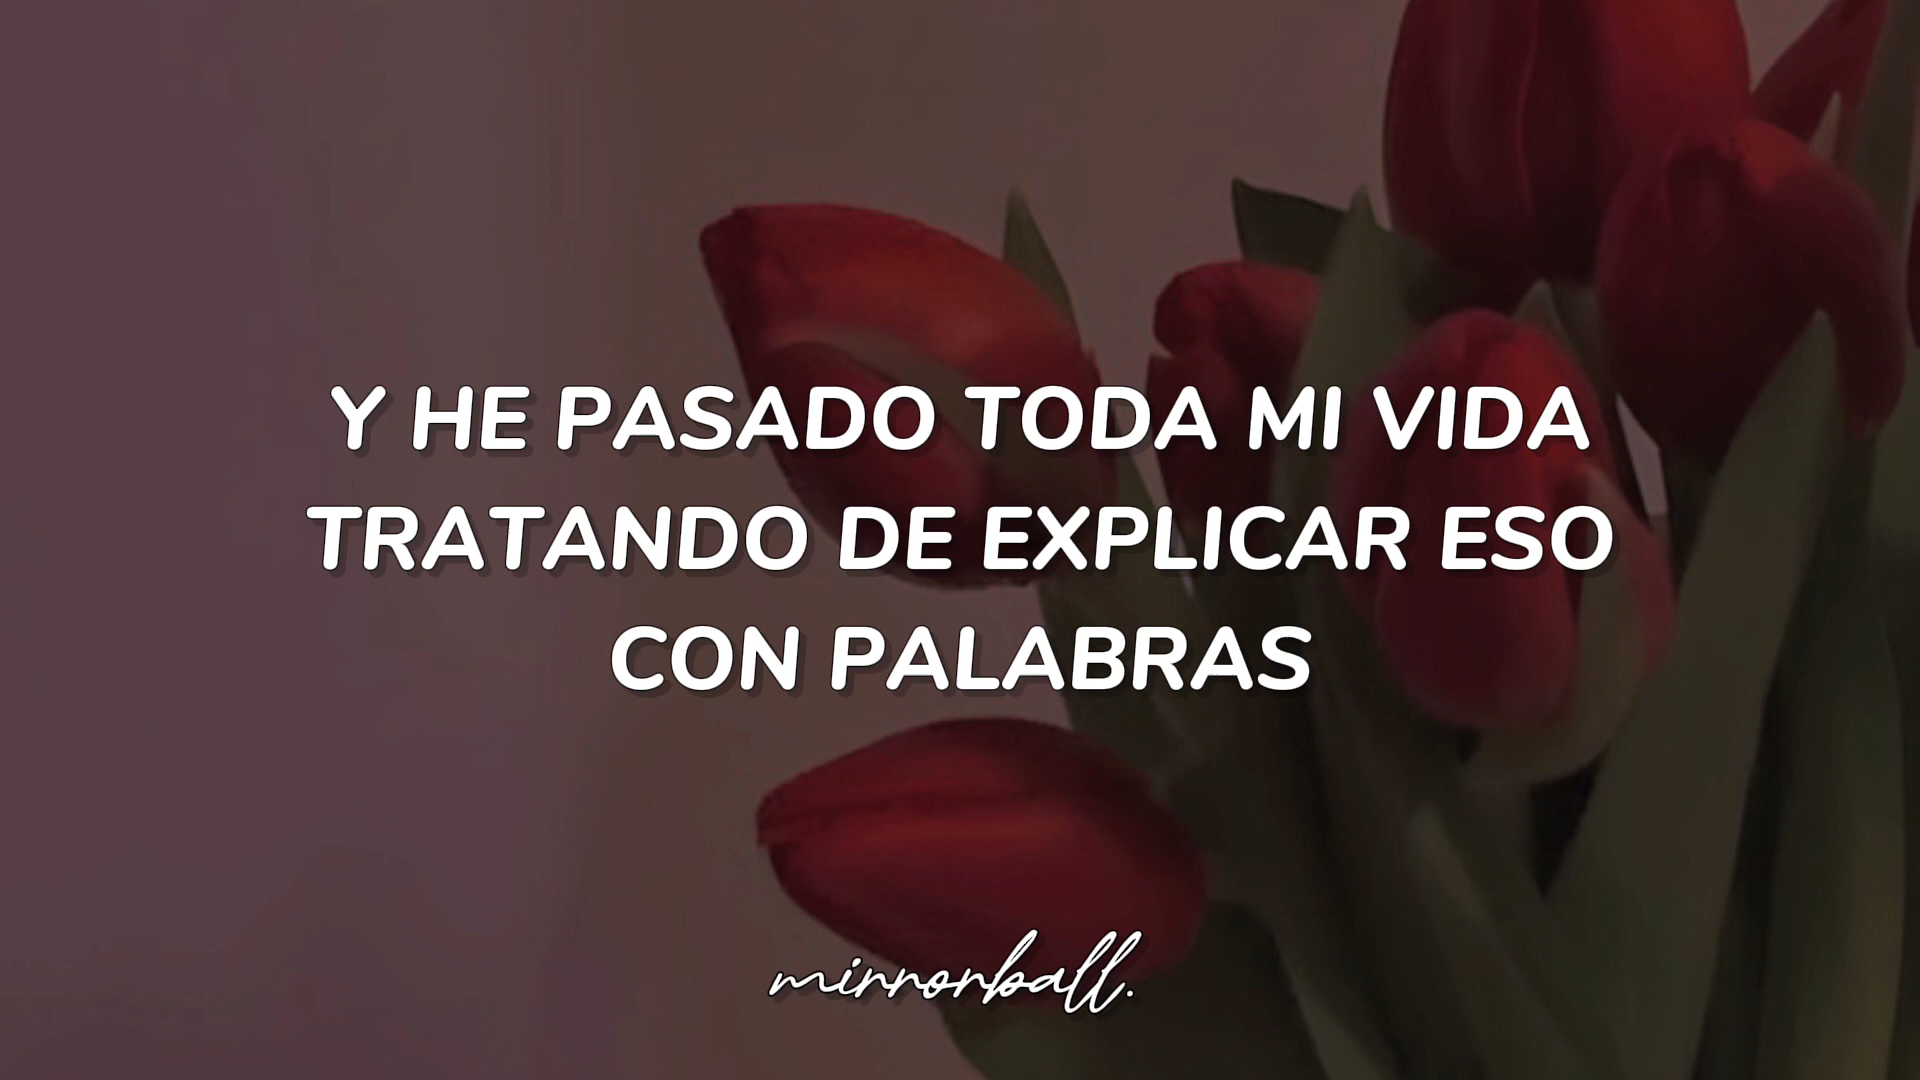 Y HE PASADO TODA MI VIDA
TRATANDO DE EXPLICAR ESO
CON PALABRAS
mirrorball.